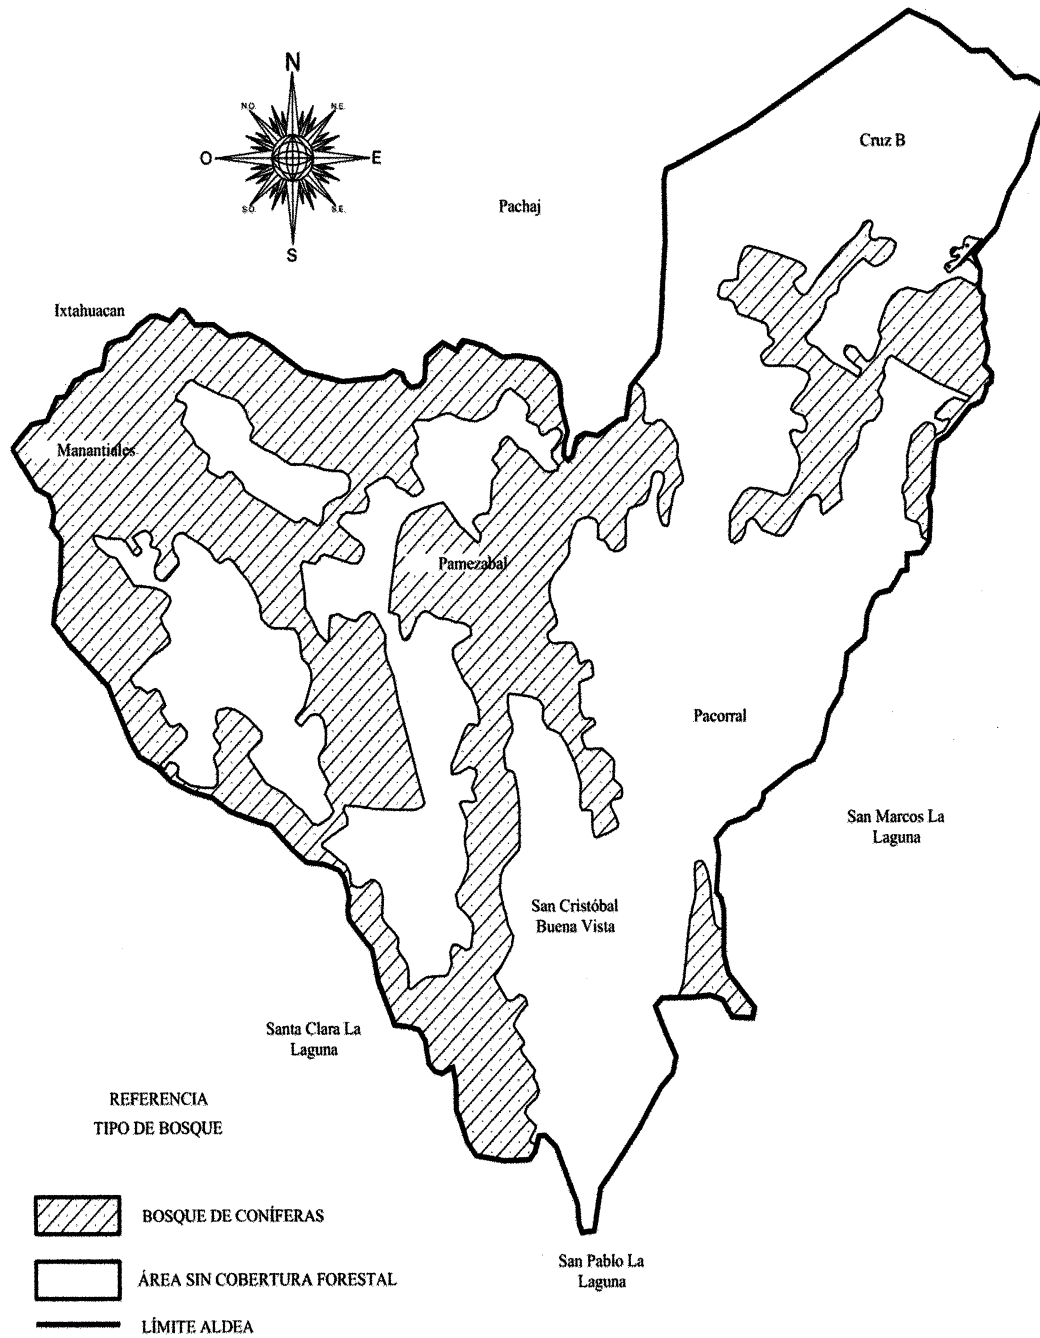 N
N.O.
N.E.
O
E
S.O.
S.E.
S
Cruz B
Pachaj
Ixtahuacan
Manantiales
Pamezabal
Pacorral
San Marcos La
Laguna
San Cristóbal
Buena Vista
Santa Clara La
Laguna
REFERENCIA
TIPO DE BOSQUE
BOSQUE DE CONÍFERAS
ÁREA SIN COBERTURA FORESTAL
LÍMITE ALDEA
San Pablo La
Laguna